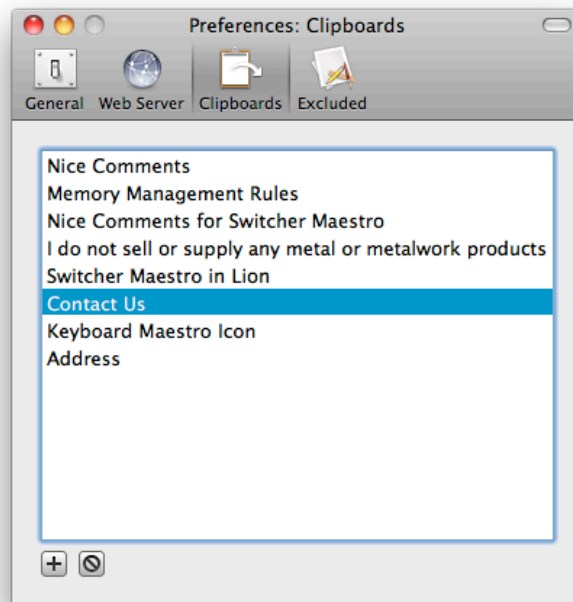 Preferences: Clipboards
General Web Server Clipboards Excluded
Nice Comments
Memory Management Rules
Nice Comments for Switcher Maestro
I do not sell or supply any metal or metalwork products
Switcher Maestro in Lion
Contact Us
Keyboard Maestro Icon
Address